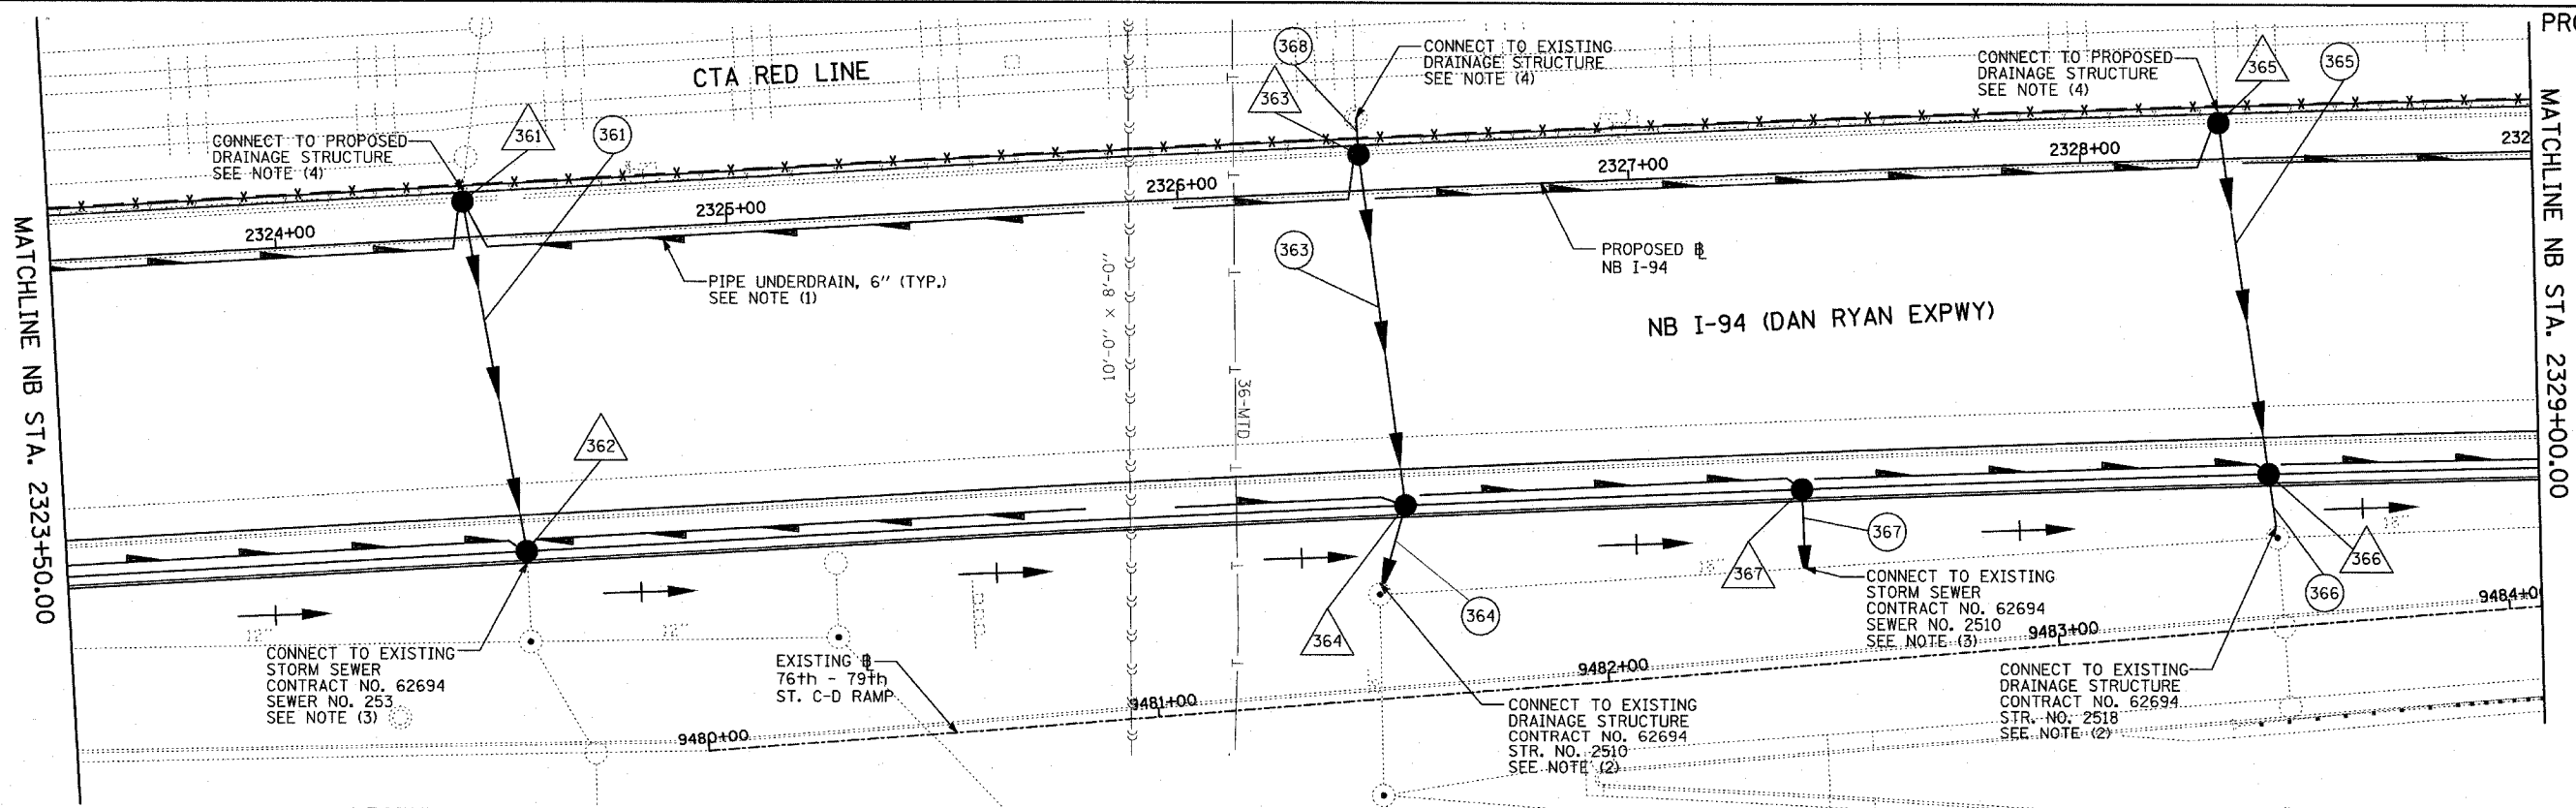 PRO
CTA RED LINE
368
CONNECT TO EXISTING
DRAINAGE STRUCTURE
SEE NOTE (4)
363
CONNECT TO PROPOSED
DRAINAGE STRUCTURE
SEE NOTE (4)
365
365
CONNECT TO PROPOSED
DRAINAGE STRUCTURE
SEE NOTE (4)
361
361
2324+00
2325+00
2326+00
2327+00
2328+00
232
MATCHLINE NB STA. 2323+50.00
MATCHLINE NB STA. 2329+00.00
PIPE UNDERDRAIN, 6" (TYP.)
SEE NOTE (1)
10'-0" X 8'-0"
36-MTD
363
PROPOSED ℄
NB I-94
NB I-94 (DAN RYAN EXPWY)
362
CONNECT TO EXISTING
STORM SEWER
CONTRACT NO. 62694
SEWER NO. 253
SEE NOTE (3)
EXISTING ℄
76th - 79th
ST. C-D RAMP
364
364
CONNECT TO EXISTING
DRAINAGE STRUCTURE
CONTRACT NO. 62694
STR. NO. 2510
SEE NOTE (2)
367
367
CONNECT TO EXISTING
STORM SEWER
CONTRACT NO. 62694
SEWER NO. 2510
SEE NOTE (3)
366
366
CONNECT TO EXISTING
DRAINAGE STRUCTURE
CONTRACT NO. 62694
STR. NO. 2518
SEE NOTE (2)
9480+00
9481+00
9482+00
9483+00
9484+0